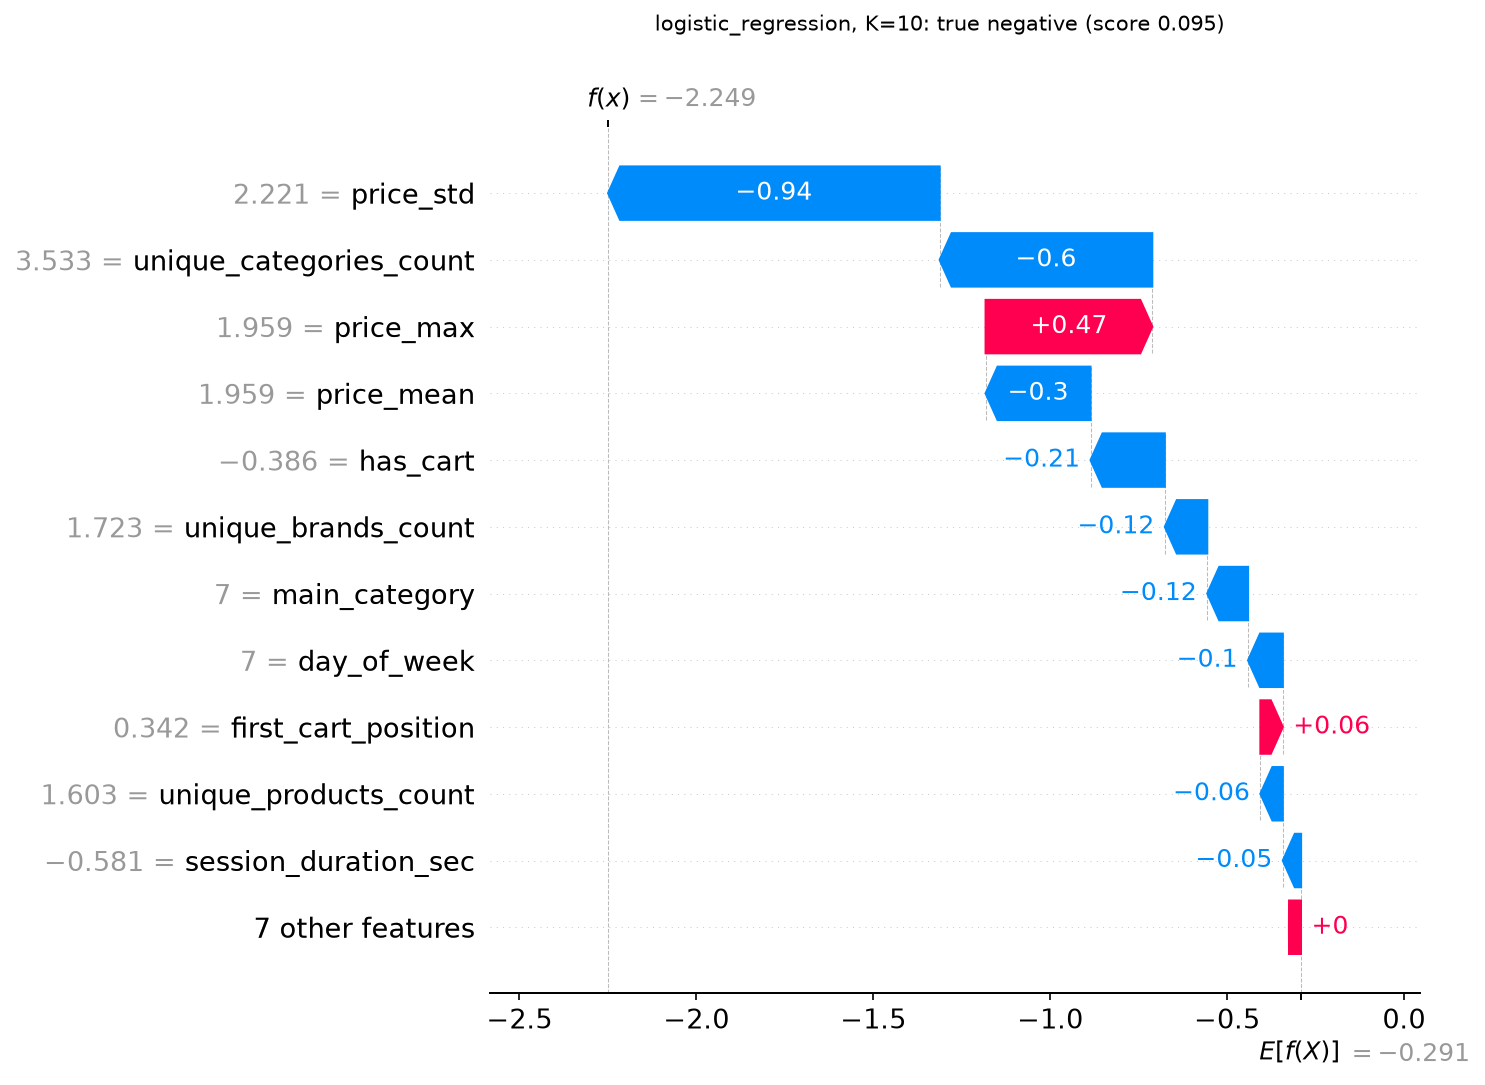 logistic_regression, K=10: true negative (score 0.095)
f(x) = −2.249
2.221 = price_std −0.94
3.533 = unique_categories_count −0.6
1.959 = price_max +0.47
1.959 = price_mean −0.3
−0.386 = has_cart −0.21
1.723 = unique_brands_count −0.12
7 = main_category −0.12
7 = day_of_week −0.1
0.342 = first_cart_position +0.06
1.603 = unique_products_count −0.06
−0.581 = session_duration_sec −0.05
7 other features +0
−2.5 −2.0 −1.5 −1.0 −0.5 0.0
E[f(X)] = −0.291